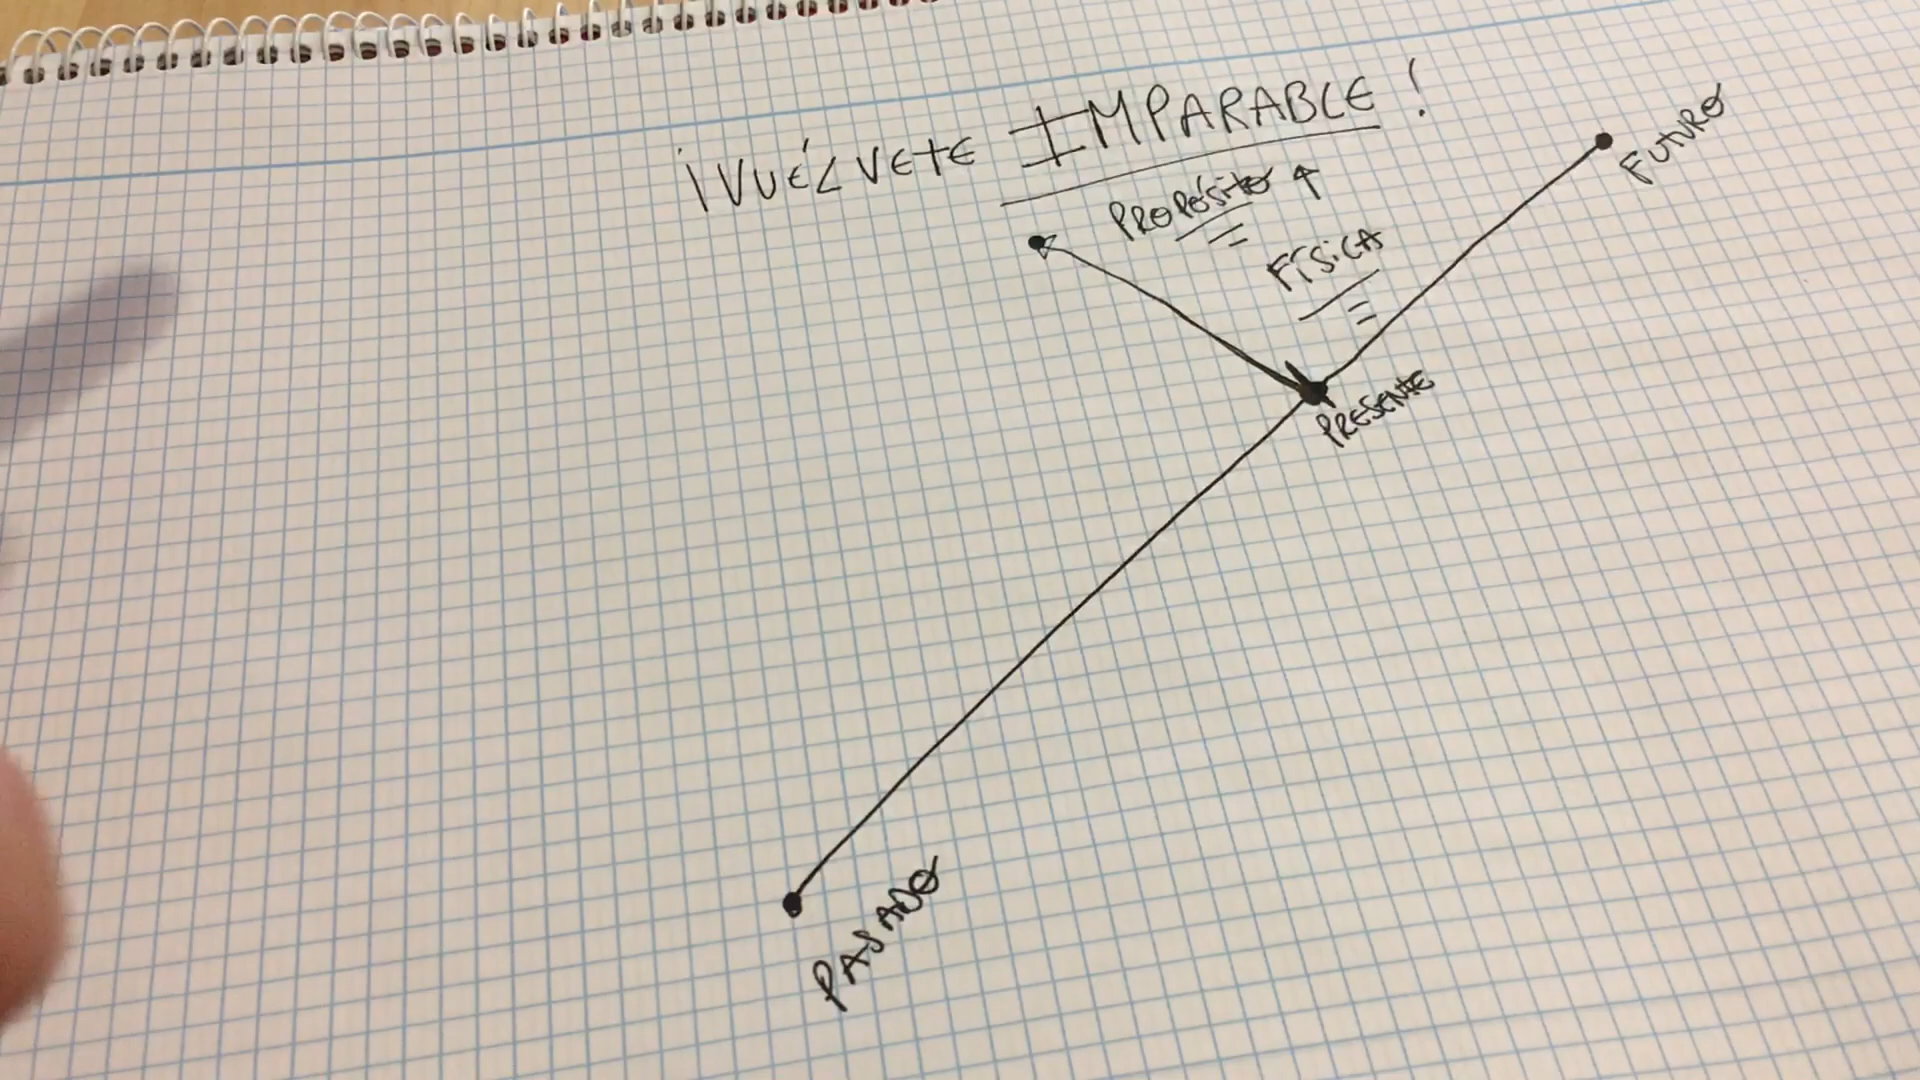 ¡VUÉLVETE IMPARABLE!
PROPÓSITO ↑
FÍSICA
FUTURO
PRESENTE
PASADO